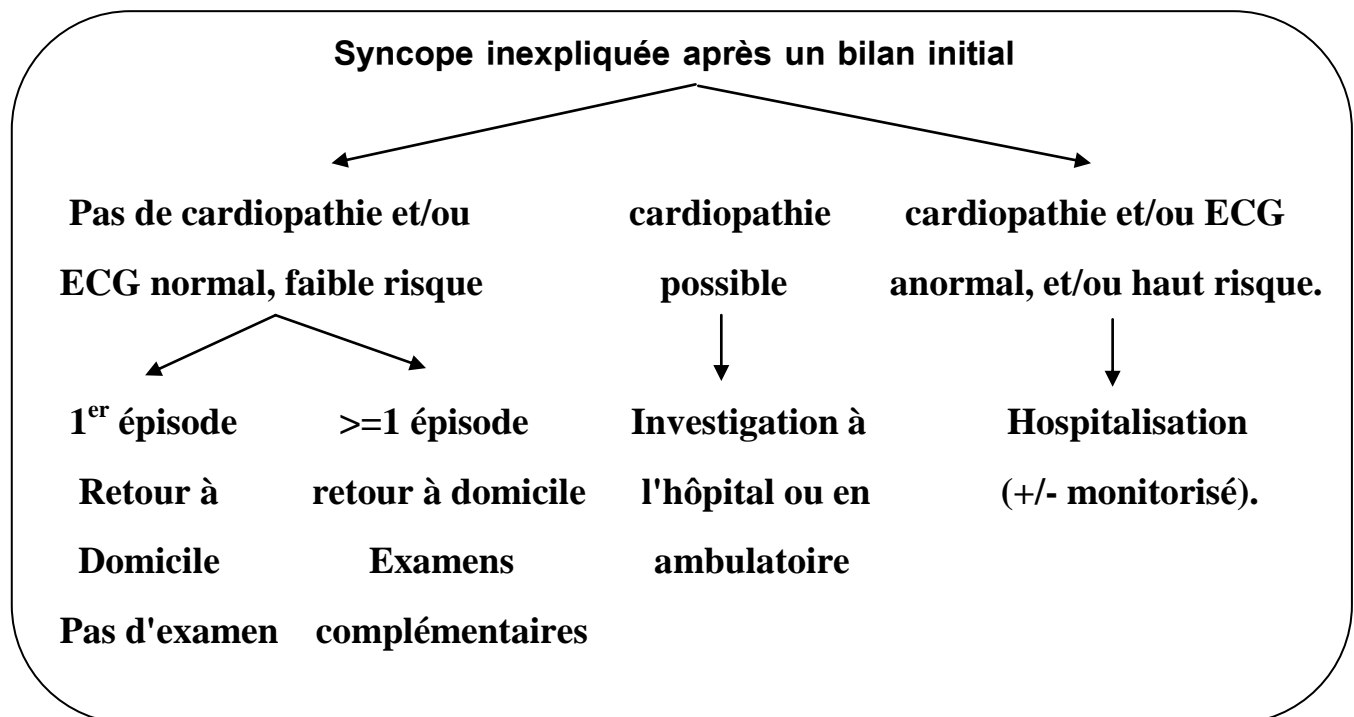 Syncope inexpliquée après un bilan initial
Pas de cardiopathie et/ou
ECG normal, faible risque
cardiopathie
possible
cardiopathie et/ou ECG
anormal, et/ou haut risque.
1er épisode
Retour à
Domicile
Pas d'examen
>=1 épisode
retour à domicile
Examens
complémentaires
Investigation à
l'hôpital ou en
ambulatoire
Hospitalisation
(+/- monitorisé).